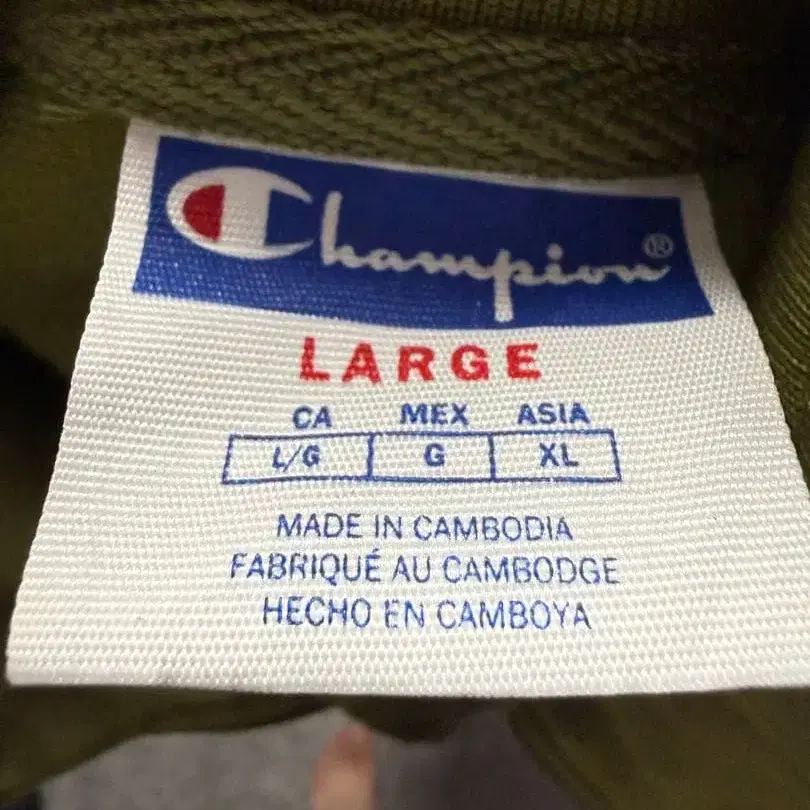 Champion®
LARGE
CA MEX ASIA
L/G G XL
MADE IN CAMBODIA
FABRIQUÉ AU CAMBODGE
HECHO EN CAMBOYA